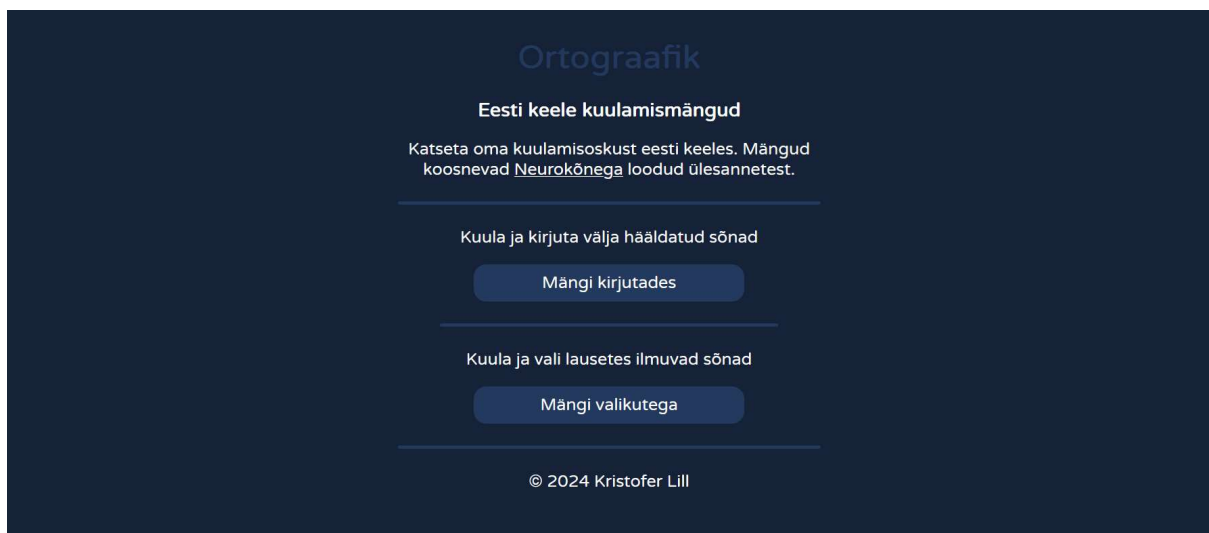 Ortograafik
Eesti keele kuulamismängud
Katseta oma kuulamisoskust eesti keeles. Mängud
koosnevad Neurokõnega loodud ülesannetest.
Kuula ja kirjuta välja hääldatud sõnad
Mängi kirjutades
Kuula ja vali lausetes ilmuvad sõnad
Mängi valikutega
© 2024 Kristofer Lill